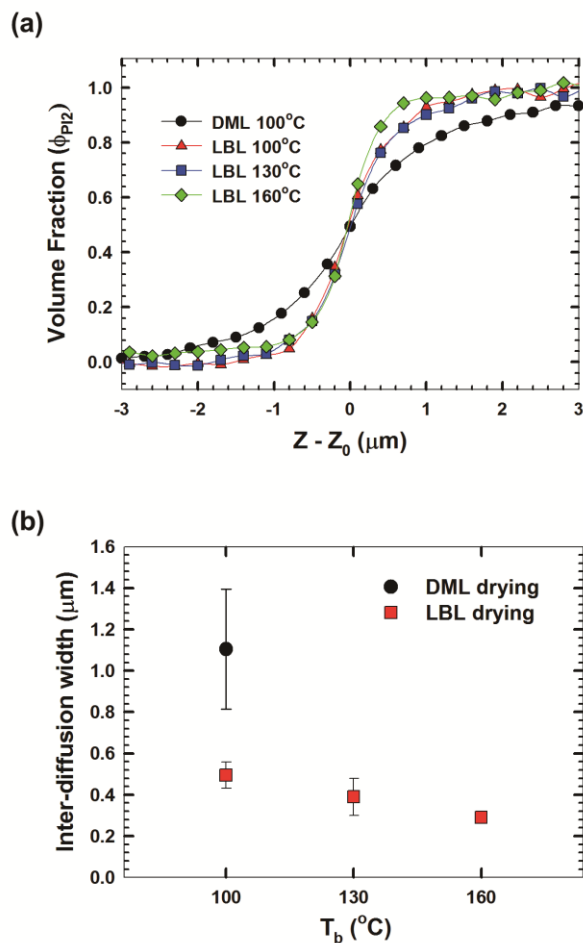 (a)
Volume Fraction (ϕPI2)
1.0
0.8
0.6
0.4
0.2
0.0
DML 100°C
LBL 100°C
LBL 130°C
LBL 160°C
-3 -2 -1 0 1 2 3
Z - Z0 (μm)
(b)
Inter-diffusion width (μm)
1.6
1.4
1.2
1.0
0.8
0.6
0.4
0.2
0.0
DML drying
LBL drying
100 130 160
Tb (°C)